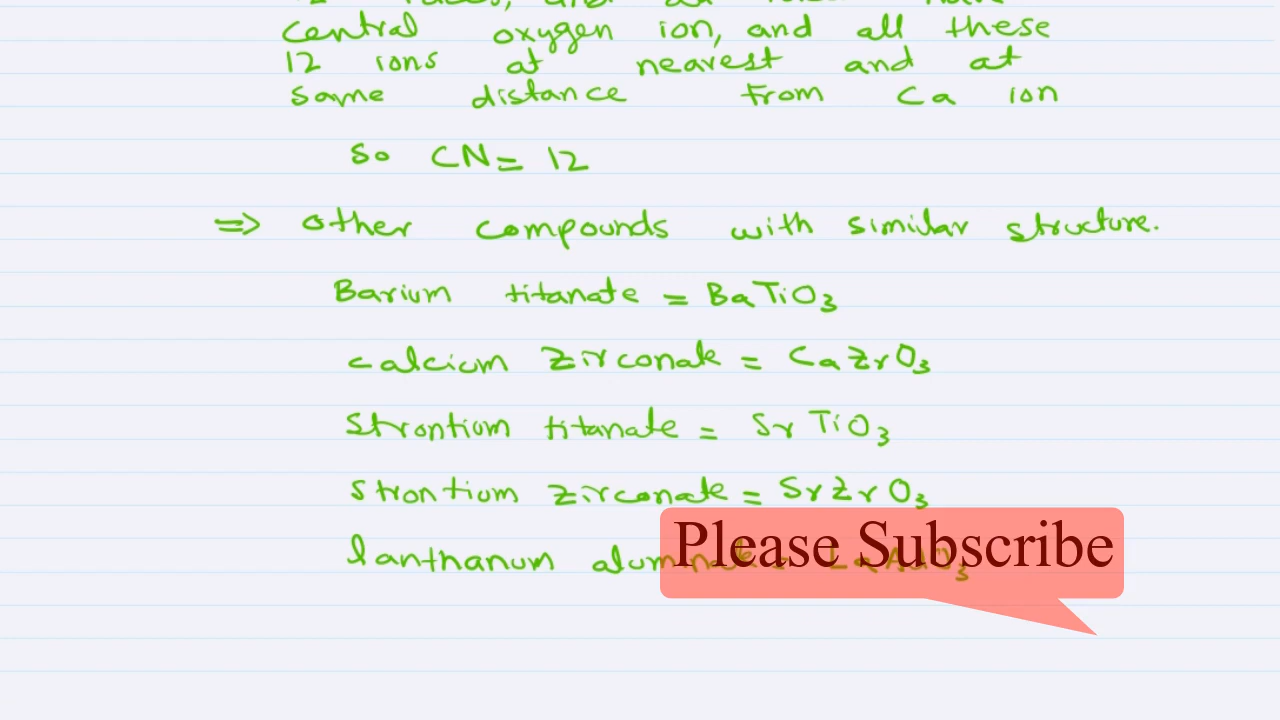 central oxygen ion, and all these
12 ions at nearest and at
same distance from Ca ion
So CN= 12
=> Other compounds with similar structure.
Barium titanate = BaTiO3
Calcium Zirconate = CaZrO3
Strontium titanate = SrTiO3
Strontium Zirconate = SrZrO3
lanthanum aluminate = LaAlO3
Please Subscribe